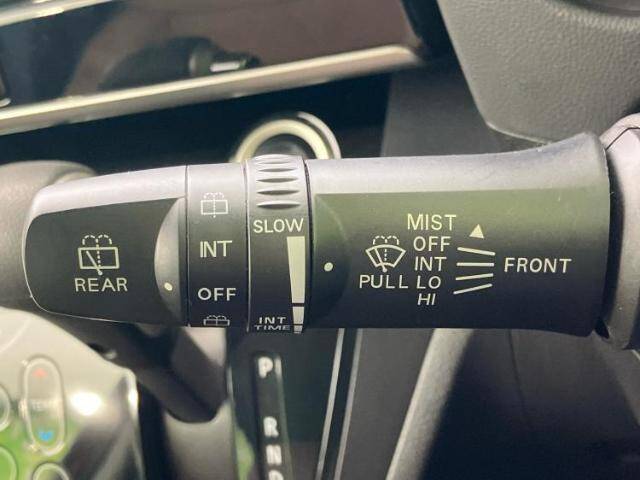 REAR
INT
OFF
SLOW
INT
TIME
PULL
MIST
OFF
INT
LO
HI
FRONT
P
R
N
D